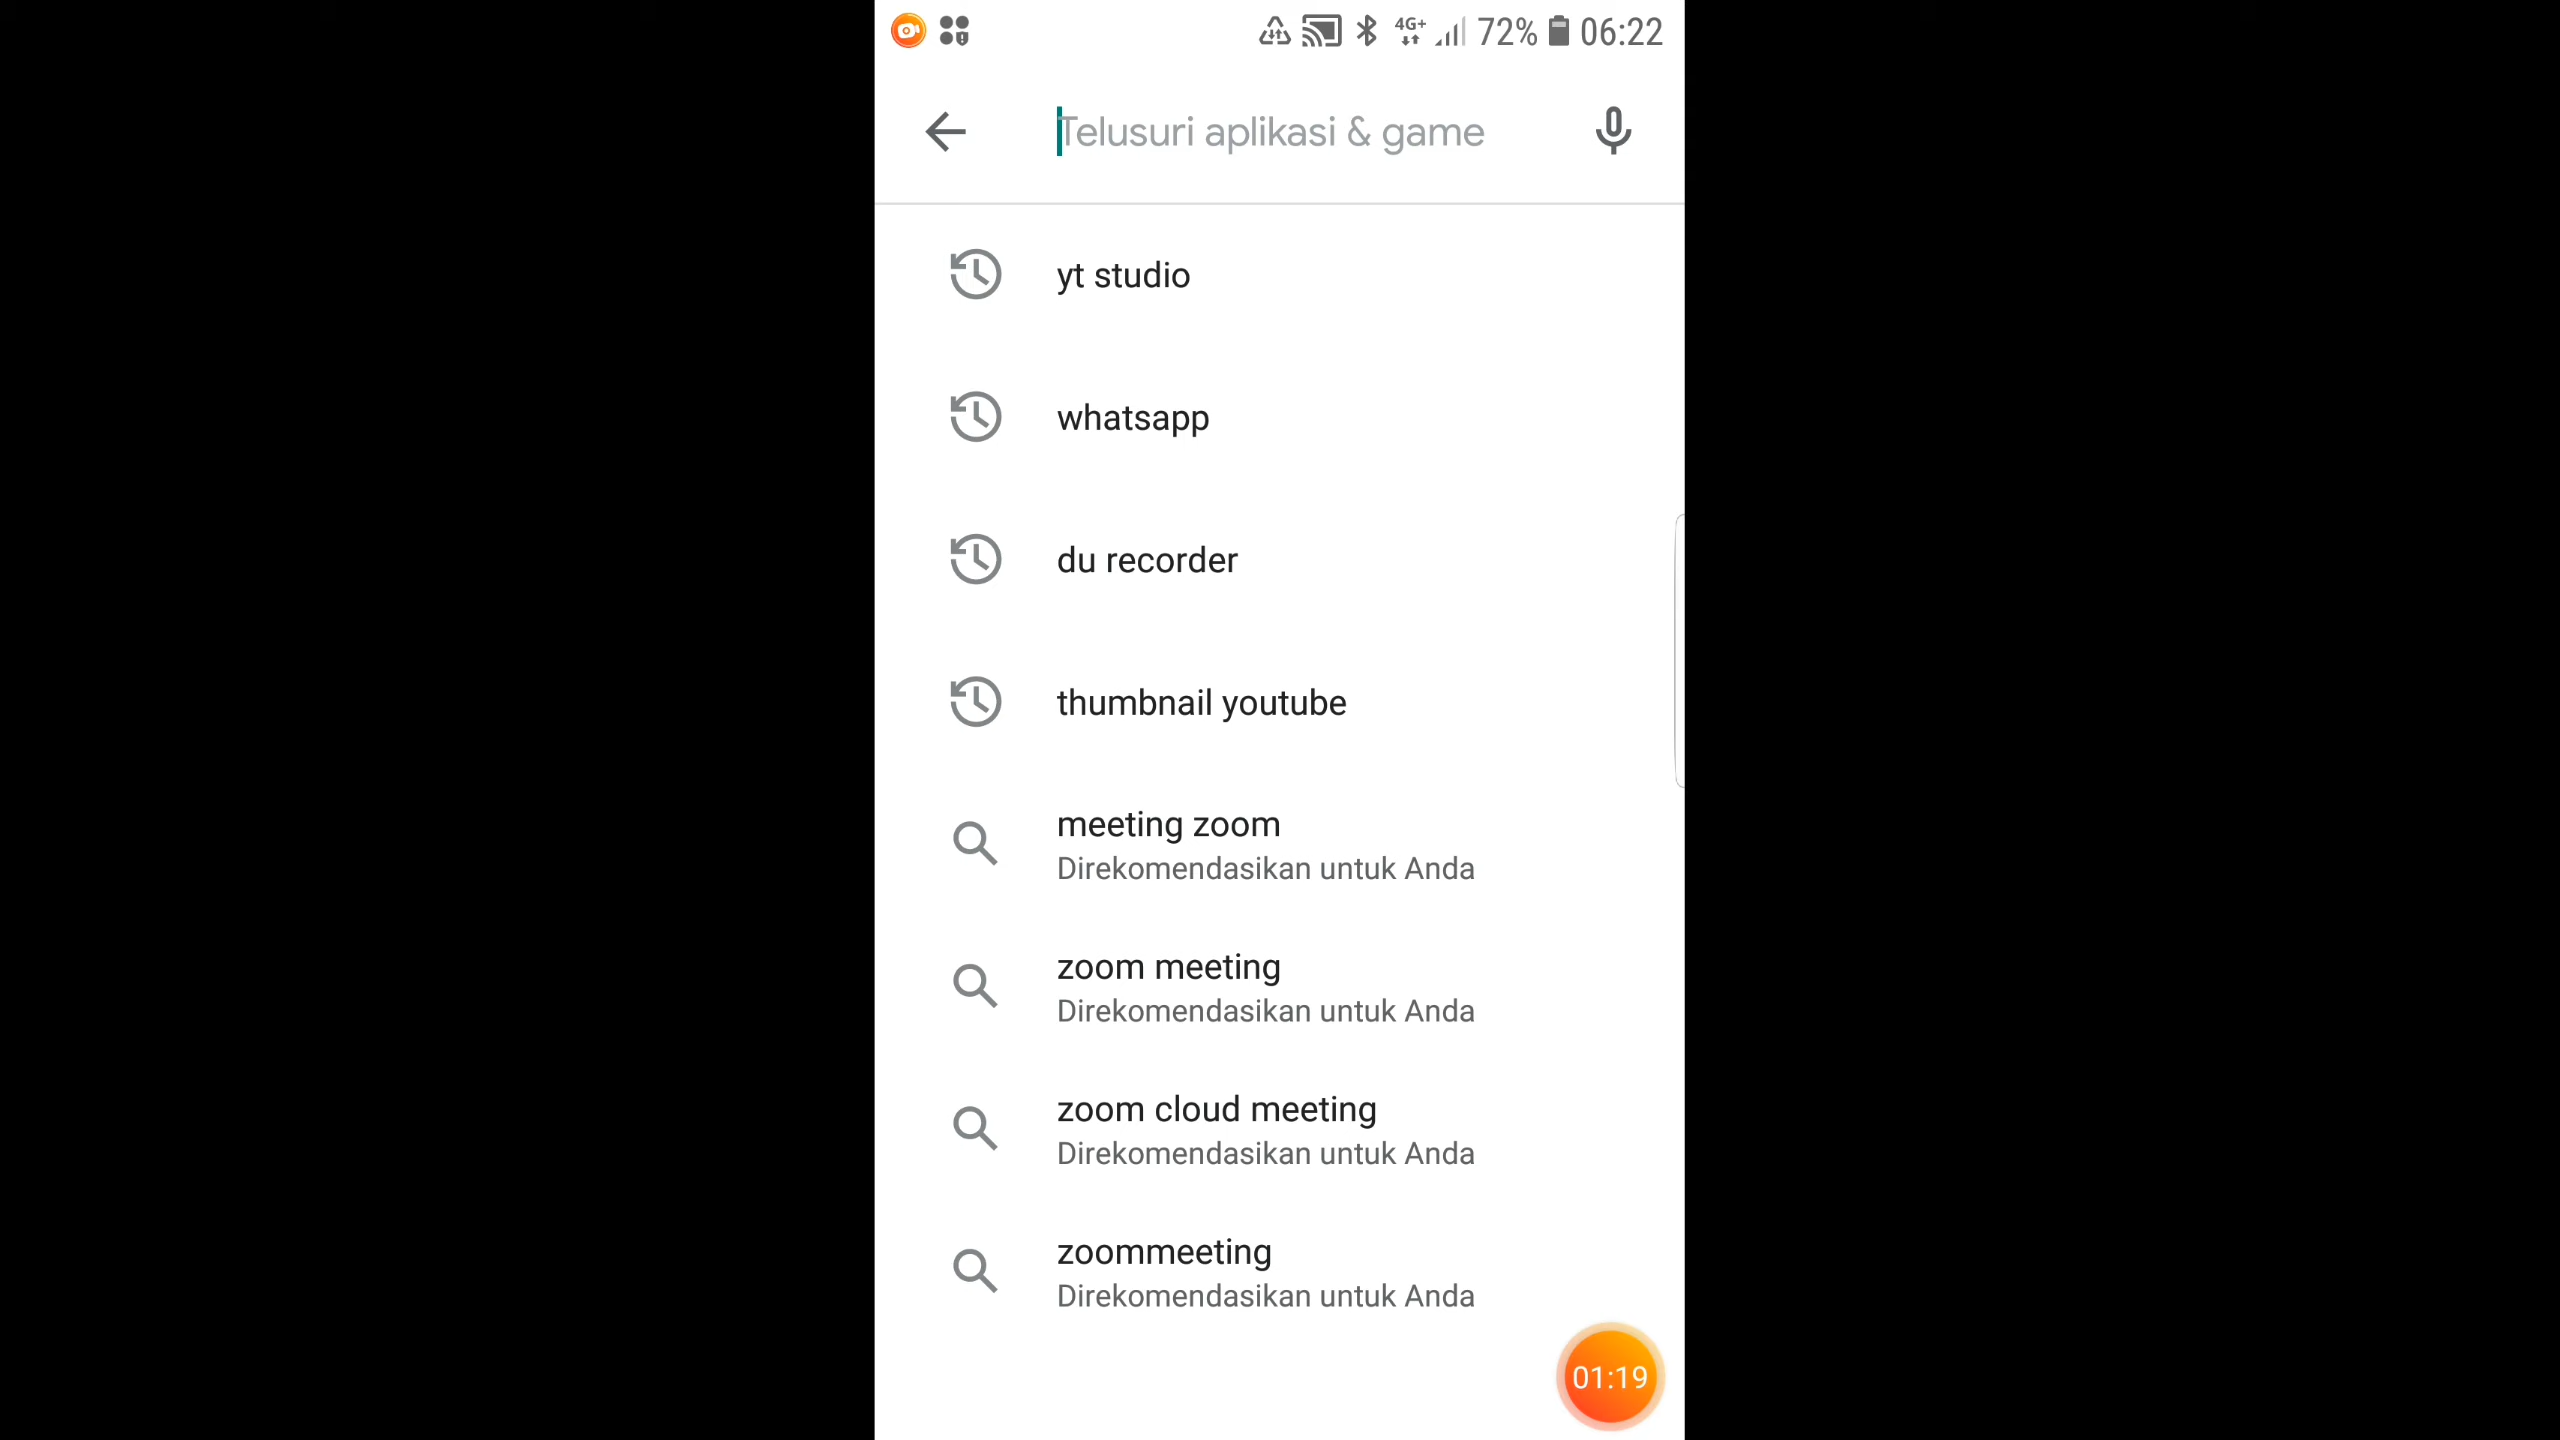 4G+ 72% 06:22
Telusuri aplikasi & game
yt studio
whatsapp
du recorder
thumbnail youtube
meeting zoom
Direkomendasikan untuk Anda
zoom meeting
Direkomendasikan untuk Anda
zoom cloud meeting
Direkomendasikan untuk Anda
zoommeeting
Direkomendasikan untuk Anda
01:19